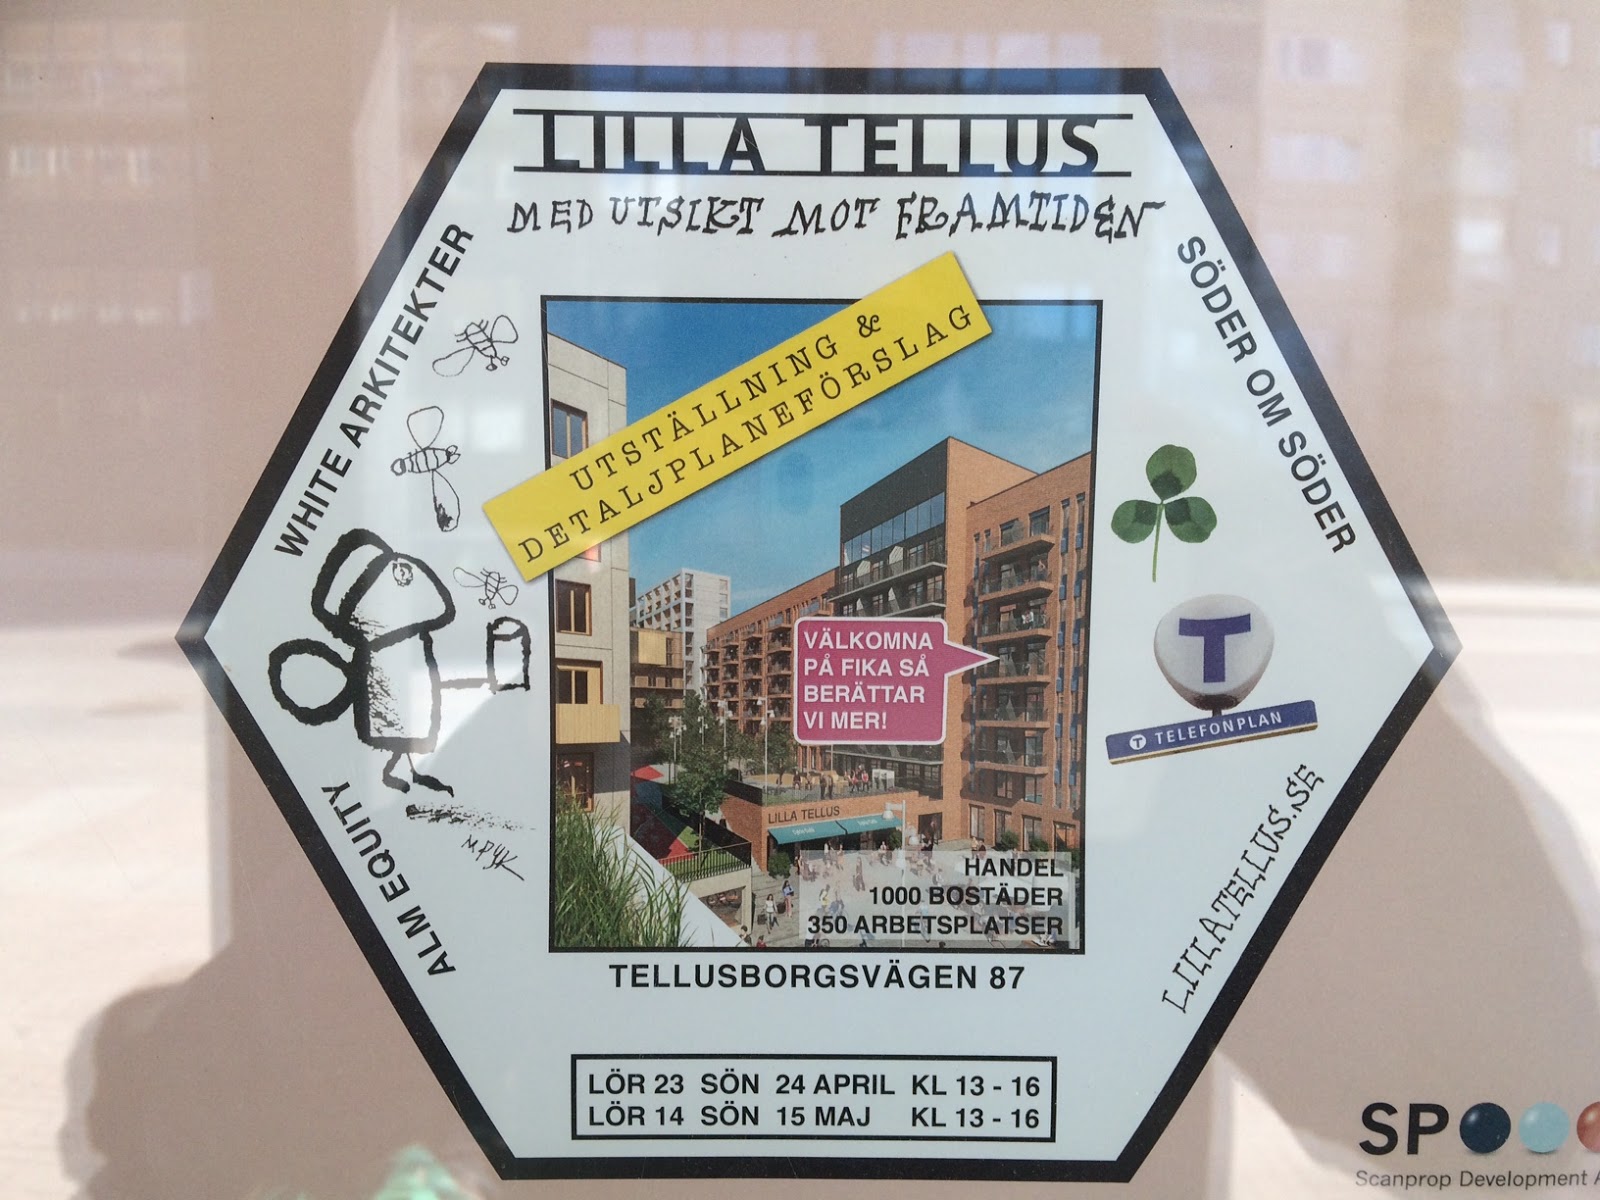 LILLA TELLUS
MED UTSIKT MOT FRAMTIDEN
WHITE ARKITEKTER
SÖDER OM SÖDER
UTSTÄLLNING &
DETALJPLANEFÖRSLAG
VÄLKOMNA
PÅ FIKA SÅ
BERÄTTAR
VI MER!
T
T TELEFONPLAN
LILLA TELLUS
HANDEL
1000 BOSTÄDER
350 ARBETSPLATSER
ALM EQUITY
MPYK
LILLATELLUS.SE
TELLUSBORGSVÄGEN 87
LÖR 23 SÖN 24 APRIL KL 13 - 16
LÖR 14 SÖN 15 MAJ KL 13 - 16
SP
Scanprop Development A